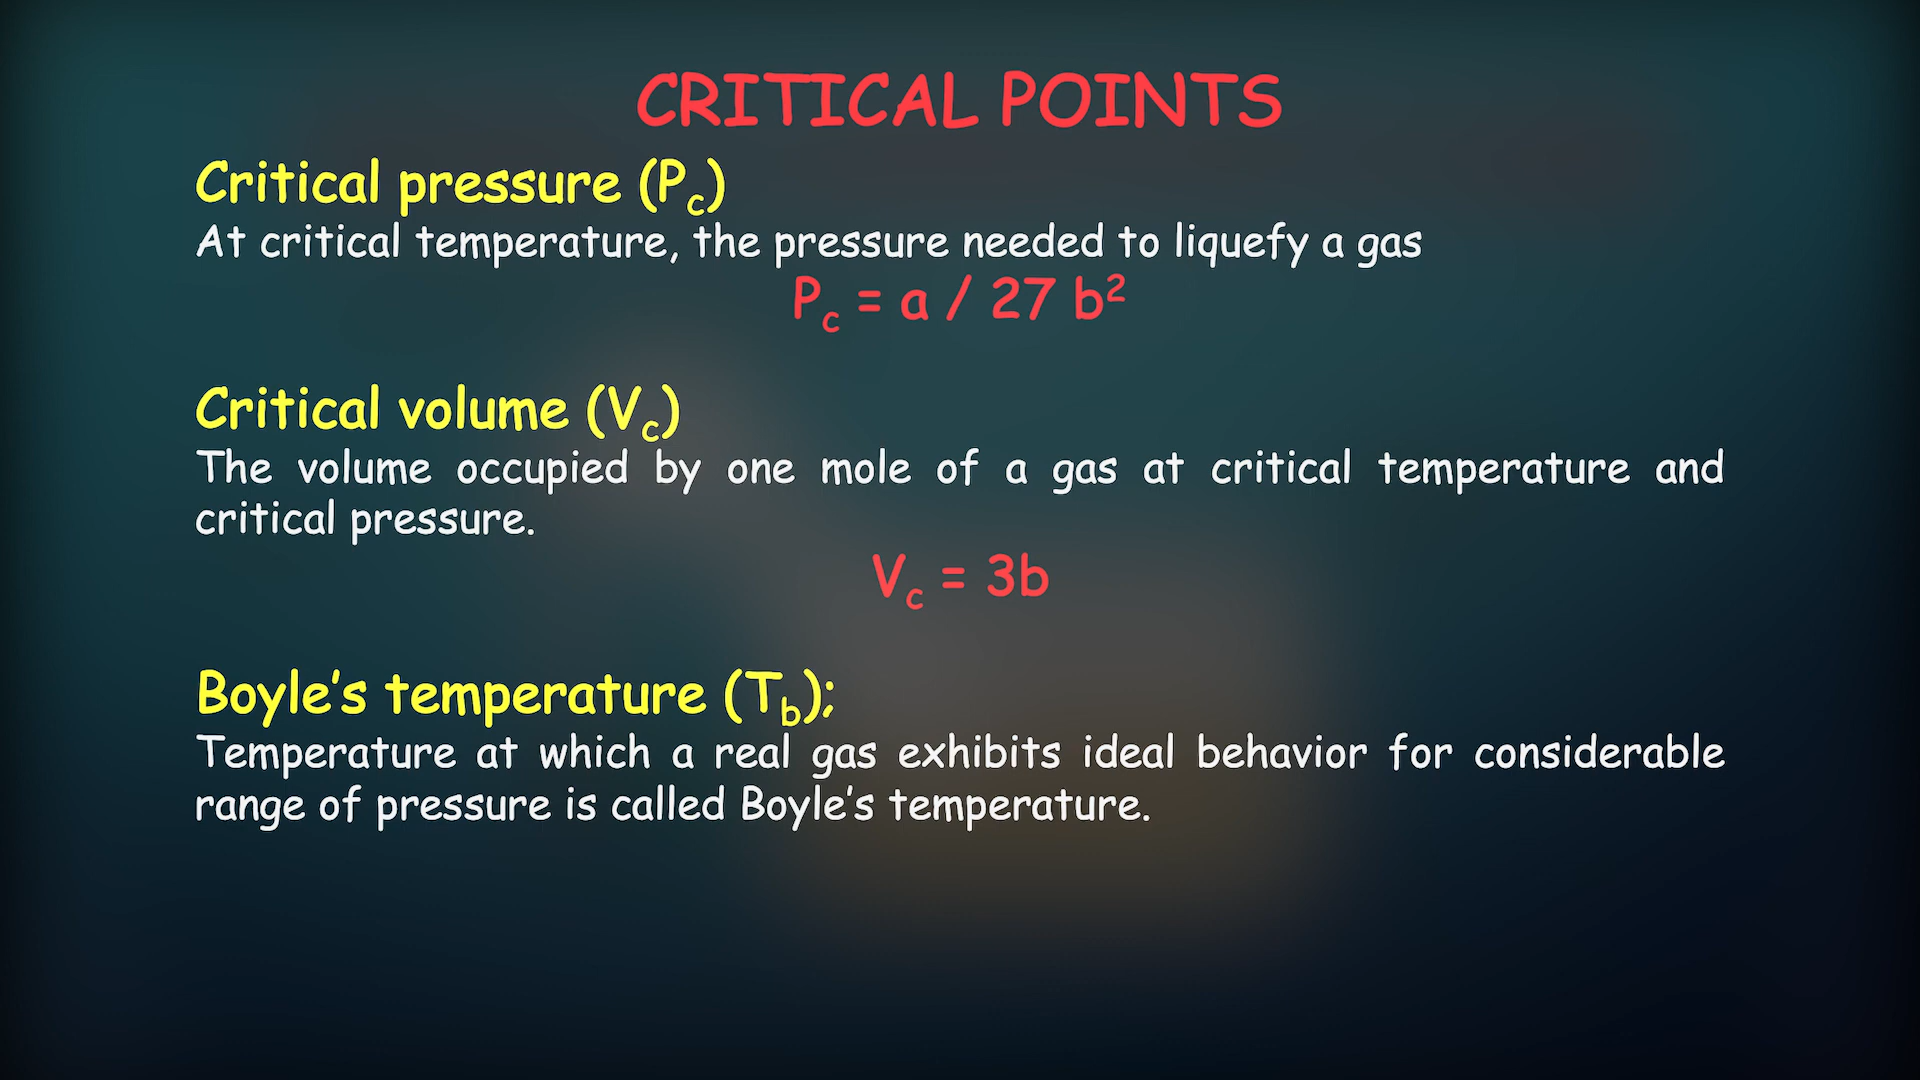 CRITICAL POINTS
Critical pressure (Pc)
At critical temperature, the pressure needed to liquefy a gas
Pc = a / 27 b²
Critical volume (Vc)
The volume occupied by one mole of a gas at critical temperature and
critical pressure.
Vc = 3b
Boyle’s temperature (Tb);
Temperature at which a real gas exhibits ideal behavior for considerable
range of pressure is called Boyle’s temperature.